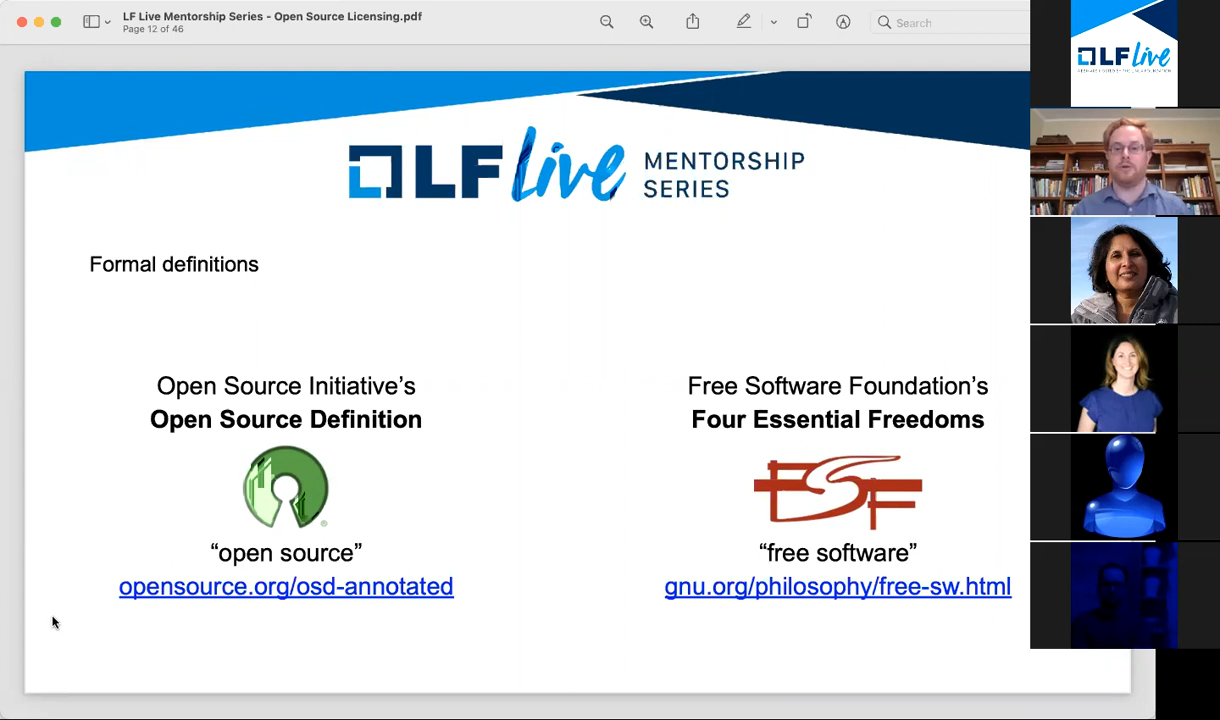 LF Live Mentorship Series - Open Source Licensing.pdf
Page 12 of 46
Search
LF Live MENTORSHIP
SERIES
Formal definitions
Open Source Initiative’s
Open Source Definition
“open source”
opensource.org/osd-annotated
Free Software Foundation’s
Four Essential Freedoms
FSF
“free software”
gnu.org/philosophy/free-sw.html
LF Live